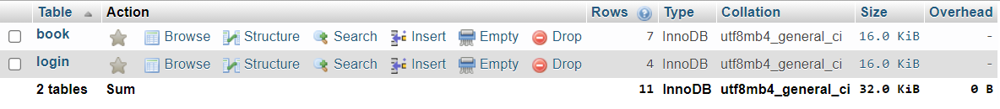 Table Action Rows Type Collation Size Overhead
book Browse Structure Search Insert Empty Drop 7 InnoDB utf8mb4_general_ci 16.0 KiB -
login Browse Structure Search Insert Empty Drop 4 InnoDB utf8mb4_general_ci 16.0 KiB -
2 tables Sum 11 InnoDB utf8mb4_general_ci 32.0 KiB 0 B